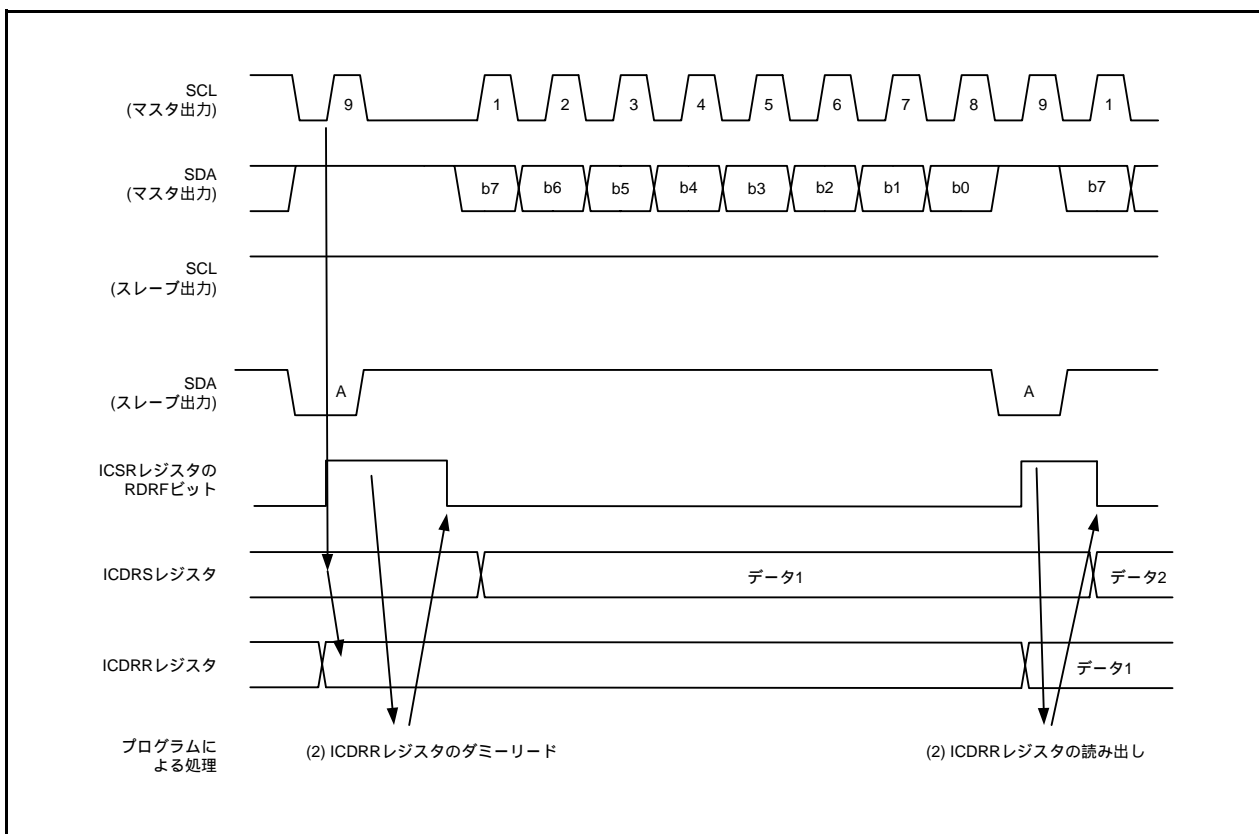 SCL
(マスタ出力)
9 1 2 3 4 5 6 7 8 9 1
SDA
(マスタ出力)
b7 b6 b5 b4 b3 b2 b1 b0 b7
SCL
(スレーブ出力)
SDA
(スレーブ出力)
A A
ICSRレジスタの
RDRFビット
ICDRSレジスタ
データ1 データ2
ICDRRレジスタ
データ1
プログラムに
よる処理
(2) ICDRRレジスタのダミーリード (2) ICDRRレジスタの読み出し